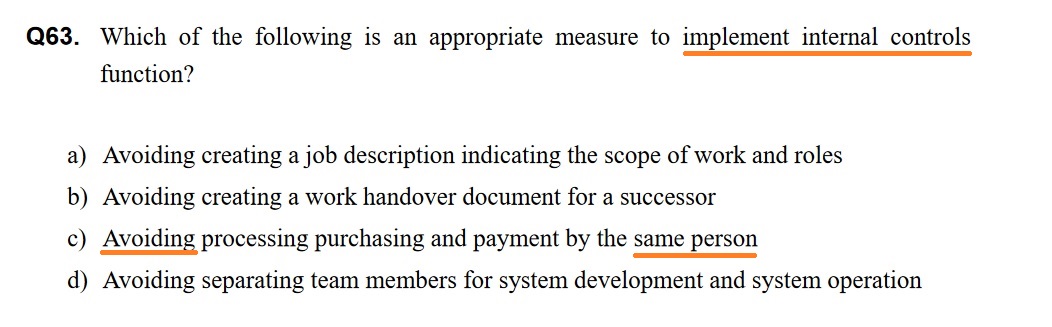 Q63. Which of the following is an appropriate measure to implement internal controls
function?
a) Avoiding creating a job description indicating the scope of work and roles
b) Avoiding creating a work handover document for a successor
c) Avoiding processing purchasing and payment by the same person
d) Avoiding separating team members for system development and system operation